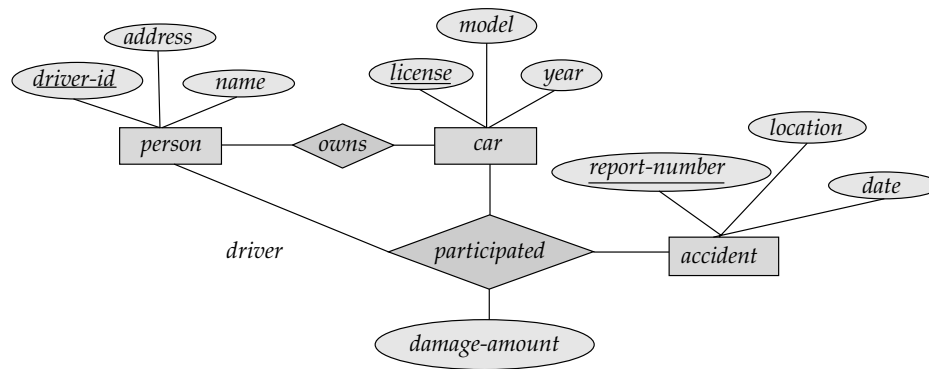 model
address
driver-id
name
license
year
location
person
owns
car
report-number
date
driver
participated
accident
damage-amount